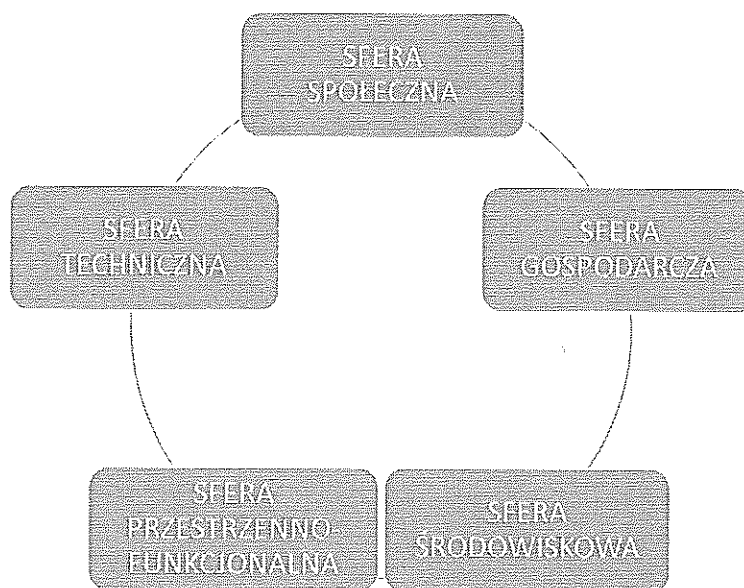 SFERA
SPOŁECZNA
SFERA
TECHNICZNA
SFERA
GOSPODARCZA
SFERA
PRZESTRZENNO-
FUNKCJONALNA
SFERA
ŚRODOWISKOWA